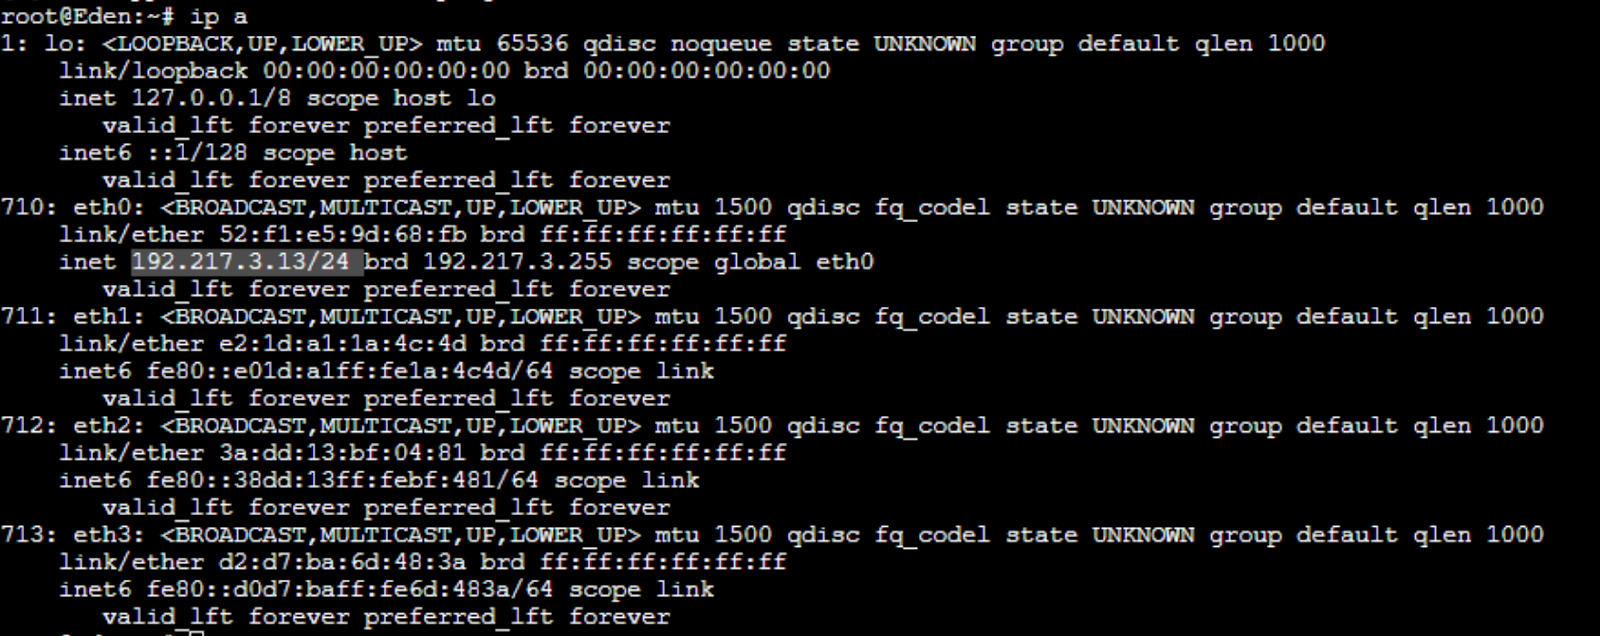 root@Eden:~# ip a
1: lo: <LOOPBACK,UP,LOWER_UP> mtu 65536 qdisc noqueue state UNKNOWN group default qlen 1000
link/loopback 00:00:00:00:00:00 brd 00:00:00:00:00:00
inet 127.0.0.1/8 scope host lo
valid_lft forever preferred_lft forever
inet6 ::1/128 scope host
valid_lft forever preferred_lft forever
710: eth0: <BROADCAST,MULTICAST,UP,LOWER_UP> mtu 1500 qdisc fq_codel state UNKNOWN group default qlen 1000
link/ether 52:f1:e5:9d:68:fb brd ff:ff:ff:ff:ff:ff
inet 192.217.3.13/24 brd 192.217.3.255 scope global eth0
valid_lft forever preferred_lft forever
711: eth1: <BROADCAST,MULTICAST,UP,LOWER_UP> mtu 1500 qdisc fq_codel state UNKNOWN group default qlen 1000
link/ether e2:1d:a1:1a:4c:4d brd ff:ff:ff:ff:ff:ff
inet6 fe80::e01d:a1ff:fe1a:4c4d/64 scope link
valid_lft forever preferred_lft forever
712: eth2: <BROADCAST,MULTICAST,UP,LOWER_UP> mtu 1500 qdisc fq_codel state UNKNOWN group default qlen 1000
link/ether 3a:dd:13:bf:04:81 brd ff:ff:ff:ff:ff:ff
inet6 fe80::38dd:13ff:febf:481/64 scope link
valid_lft forever preferred_lft forever
713: eth3: <BROADCAST,MULTICAST,UP,LOWER_UP> mtu 1500 qdisc fq_codel state UNKNOWN group default qlen 1000
link/ether d2:d7:ba:6d:48:3a brd ff:ff:ff:ff:ff:ff
inet6 fe80::d0d7:baff:fe6d:483a/64 scope link
valid_lft forever preferred_lft forever